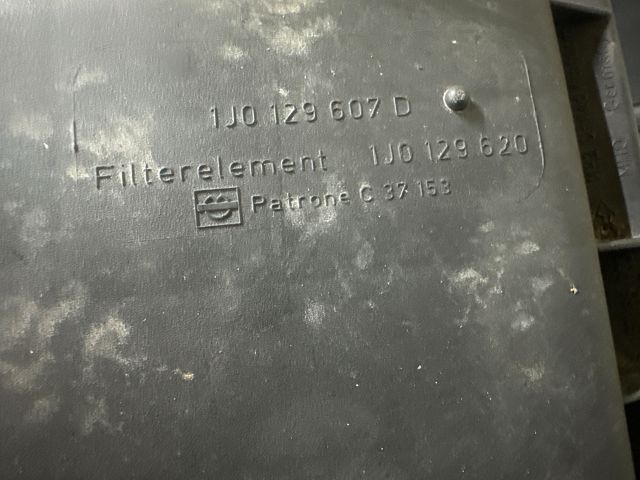 1J0 129 607 D
Filterelement 1J0 129 620
Patrone C 37 153